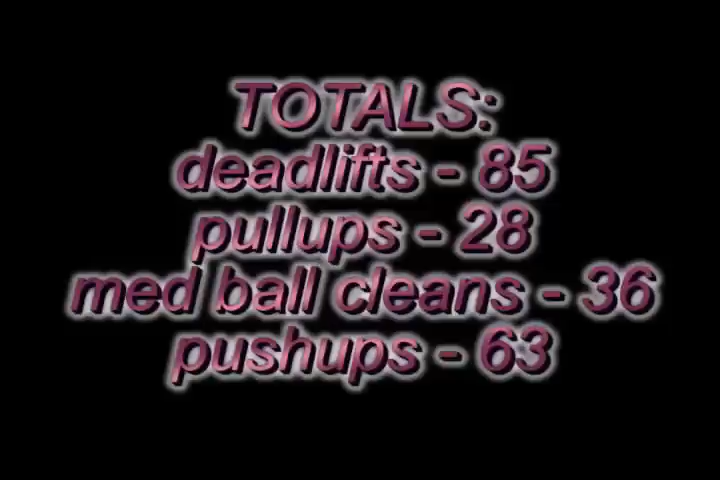 TOTALS:
deadlifts - 85
pullups - 28
med ball cleans - 36
pushups - 63